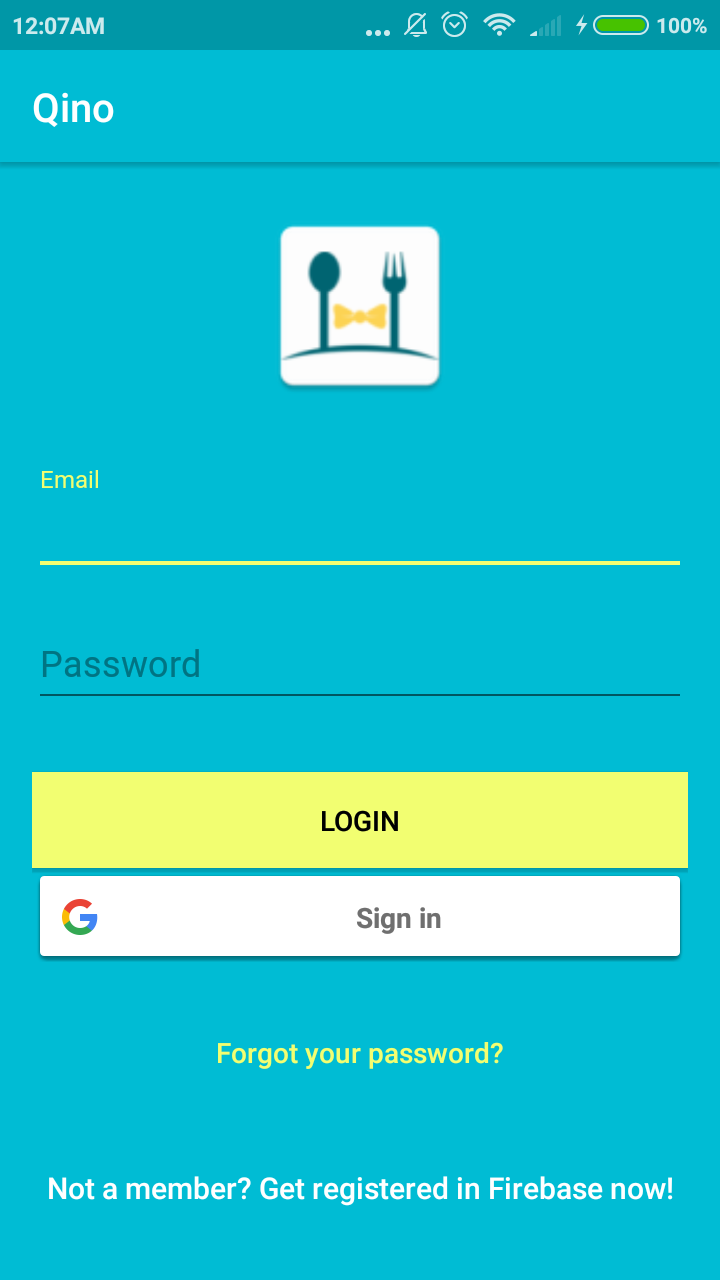 12:07AM ... 100%
Qino
Email
Password
LOGIN
Sign in
Forgot your password?
Not a member? Get registered in Firebase now!